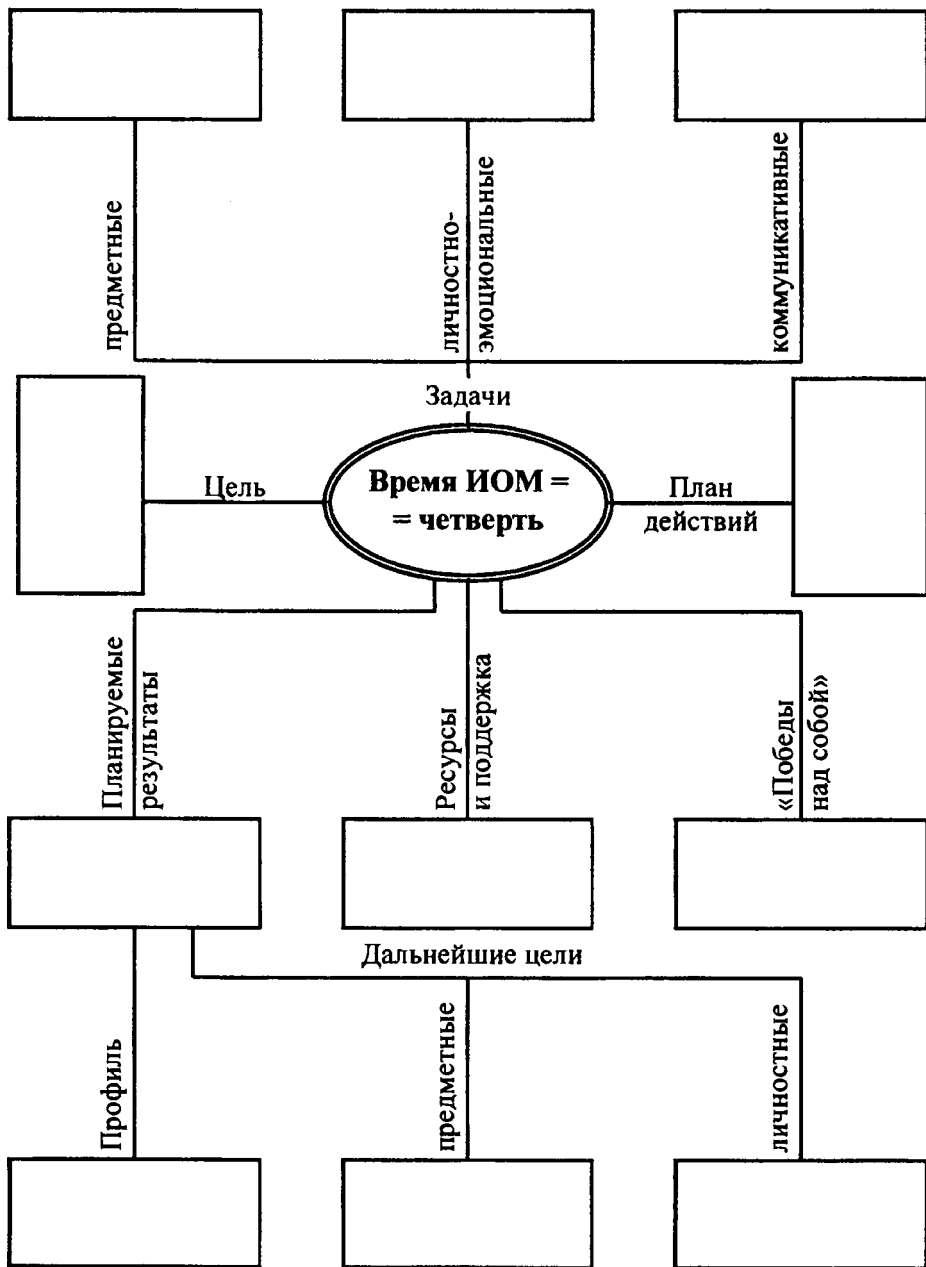 предметные
личностно-
эмоциональные
коммуникативные
Задачи
Цель
Время ИОМ =
= четверть
План
действий
Планируемые
результаты
Ресурсы
и поддержка
«Победы
над собой»
Дальнейшие цели
Профиль
предметные
личностные